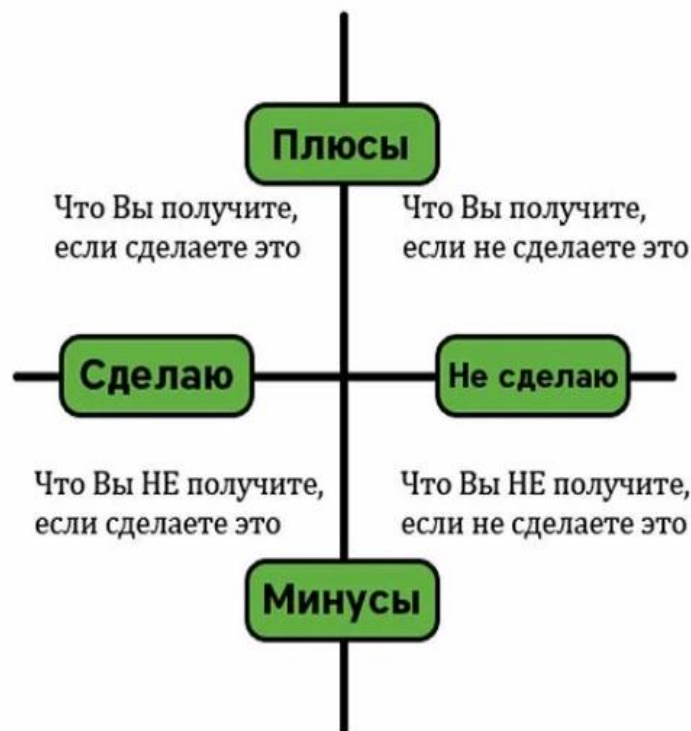 Плюсы
Что Вы получите,
если сделаете это
Что Вы получите,
если не сделаете это
Сделаю
Не сделаю
Что Вы НЕ получите,
если сделаете это
Что Вы НЕ получите,
если не сделаете это
Минусы